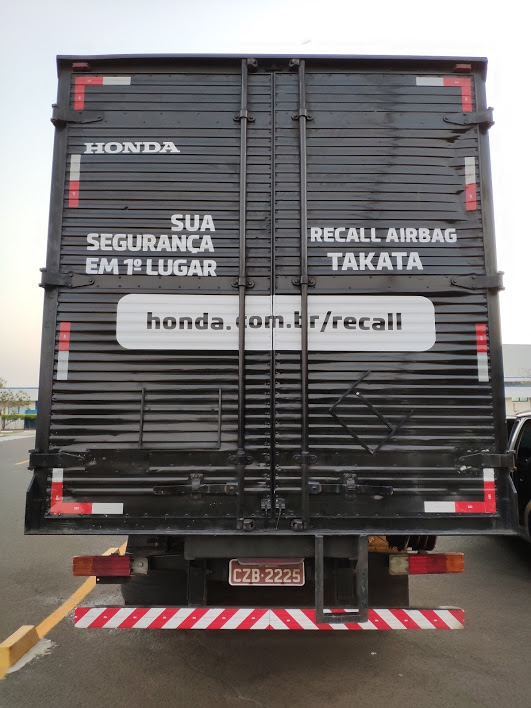 HONDA
SUA
SEGURANÇA
EM 1º LUGAR
RECALL AIRBAG
TAKATA
honda.com.br/recall
CZB·2225